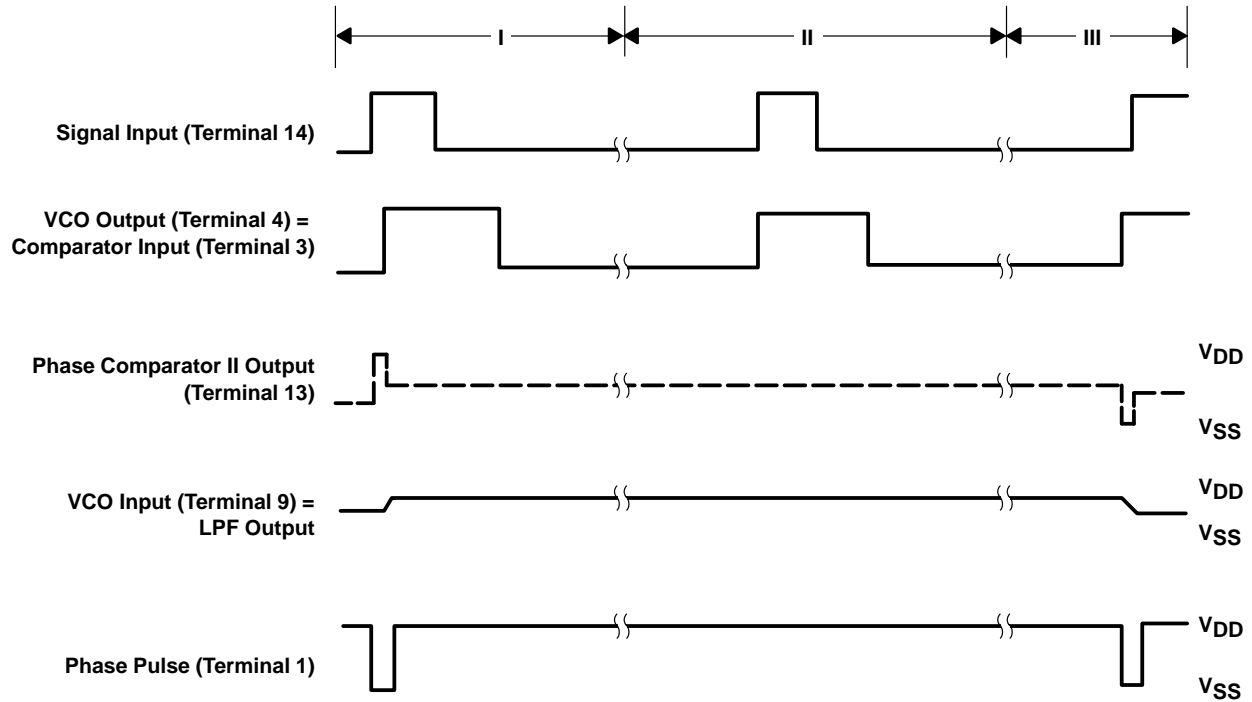 I II III
Signal Input (Terminal 14)
VCO Output (Terminal 4) =
Comparator Input (Terminal 3)
Phase Comparator II Output
(Terminal 13)
VDD
VSS
VCO Input (Terminal 9) =
LPF Output
VDD
VSS
Phase Pulse (Terminal 1)
VDD
VSS